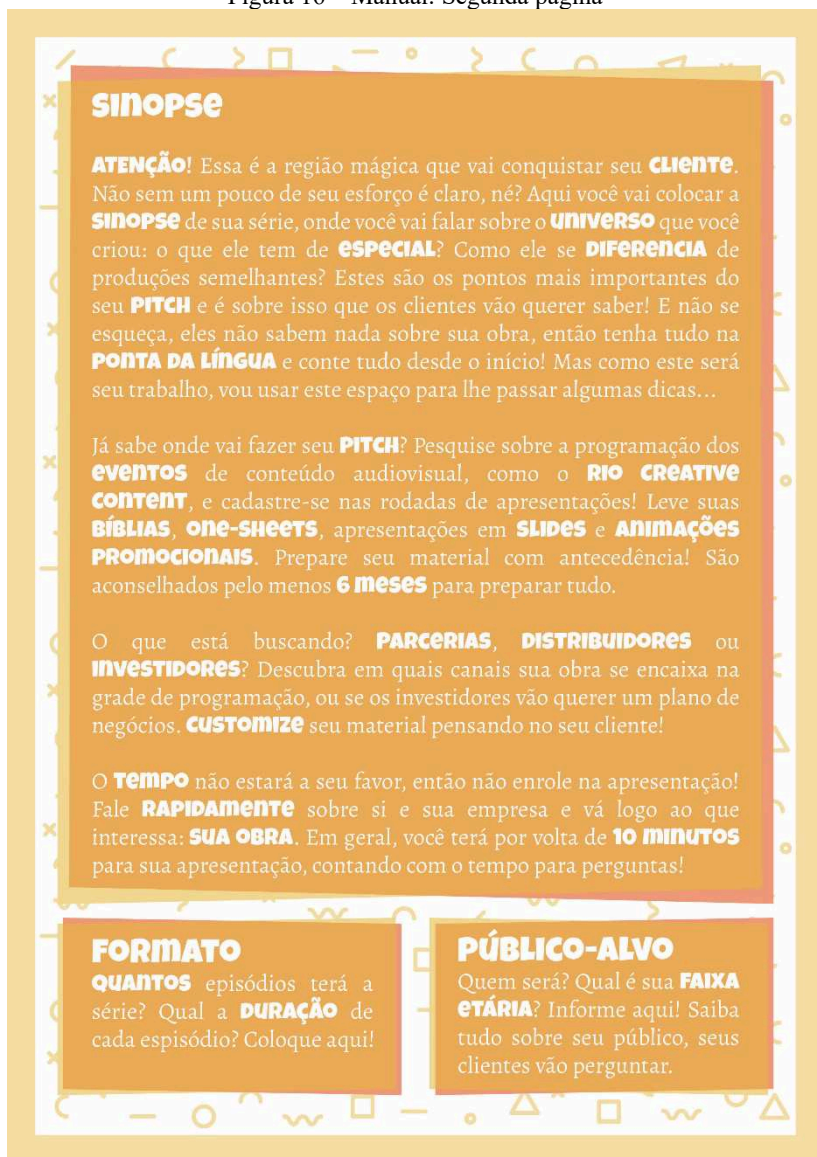 Figura 10 – Manual: Segunda página
SINOPSE
ATENÇÃO! Essa é a região mágica que vai conquistar seu CLIENTE.
Não sem um pouco de seu esforço é claro, né? Aqui você vai colocar a
SINOPSE de sua série, onde você vai falar sobre o UNIVERSO que você
criou: o que ele tem de ESPECIAL? Como ele se DIFERENCIA de
produções semelhantes? Estes são os pontos mais importantes do
seu PITCH e é sobre isso que os clientes vão querer saber! E não se
esqueça, eles não sabem nada sobre sua obra, então tenha tudo na
PONTA DA LÍNGUA e conte tudo desde o início! Mas como este será
seu trabalho, vou usar este espaço para lhe passar algumas dicas...
Já sabe onde vai fazer seu PITCH? Pesquise sobre a programação dos
EVENTOS de conteúdo audiovisual, como o RIO CREATIVE
CONTENT, e cadastre-se nas rodadas de apresentações! Leve suas
BÍBLIAS, ONE-SHEETS, apresentações em SLIDES e ANIMAÇÕES
PROMOCIONAIS. Prepare seu material com antecedência! São
aconselhados pelo menos 6 MESES para preparar tudo.
O que está buscando? PARCERIAS, DISTRIBUIDORES ou
INVESTIDORES? Descubra em quais canais sua obra se encaixa na
grade de programação, ou se os investidores vão querer um plano de
negócios. CUSTOMIZE seu material pensando no seu cliente!
O TEMPO não estará a seu favor, então não enrole na apresentação!
Fale RAPIDAMENTE sobre si e sua empresa e vá logo ao que
interessa: SUA OBRA. Em geral, você terá por volta de 10 MINUTOS
para sua apresentação, contando com o tempo para perguntas!
FORMATO
QUANTOS episódios terá a
série? Qual a DURAÇÃO de
cada espisódio? Coloque aqui!
PÚBLICO-ALVO
Quem será? Qual é sua FAIXA
ETÁRIA? Informe aqui! Saiba
tudo sobre seu público, seus
clientes vão perguntar.